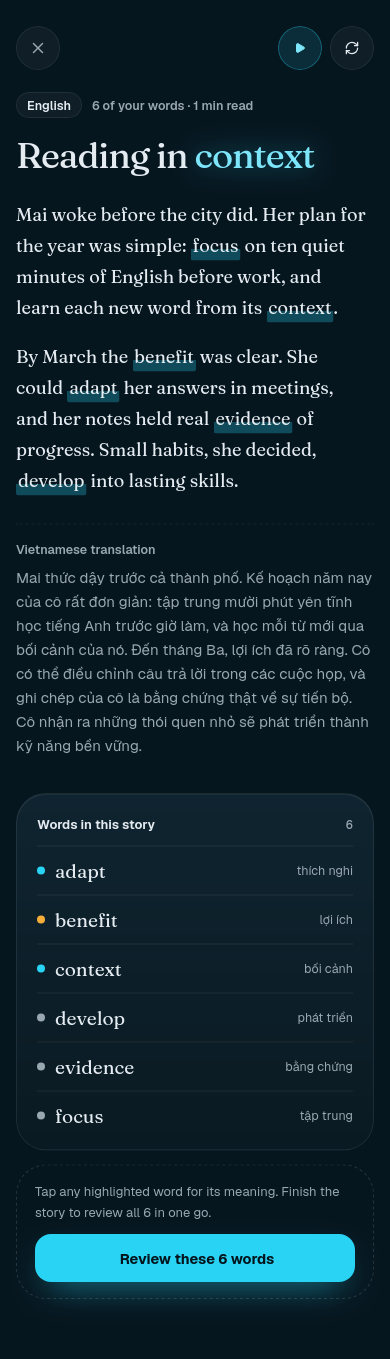 English
6 of your words · 1 min read
Reading in context
Mai woke before the city did. Her plan for
the year was simple: focus on ten quiet
minutes of English before work, and
learn each new word from its context.
By March the benefit was clear. She
could adapt her answers in meetings,
and her notes held real evidence of
progress. Small habits, she decided,
develop into lasting skills.
Vietnamese translation
Mai thức dậy trước cả thành phố. Kế hoạch năm nay
của cô rất đơn giản: tập trung mười phút yên tĩnh
học tiếng Anh trước giờ làm, và học mỗi từ mới qua
bối cảnh của nó. Đến tháng Ba, lợi ích đã rõ ràng. Cô
có thể điều chỉnh câu trả lời trong các cuộc họp, và
ghi chép của cô là bằng chứng thật về sự tiến bộ.
Cô nhận ra những thói quen nhỏ sẽ phát triển thành
kỹ năng bền vững.
Words in this story
6
adapt
thích nghi
benefit
lợi ích
context
bối cảnh
develop
phát triển
evidence
bằng chứng
focus
tập trung
Tap any highlighted word for its meaning. Finish the
story to review all 6 in one go.
Review these 6 words